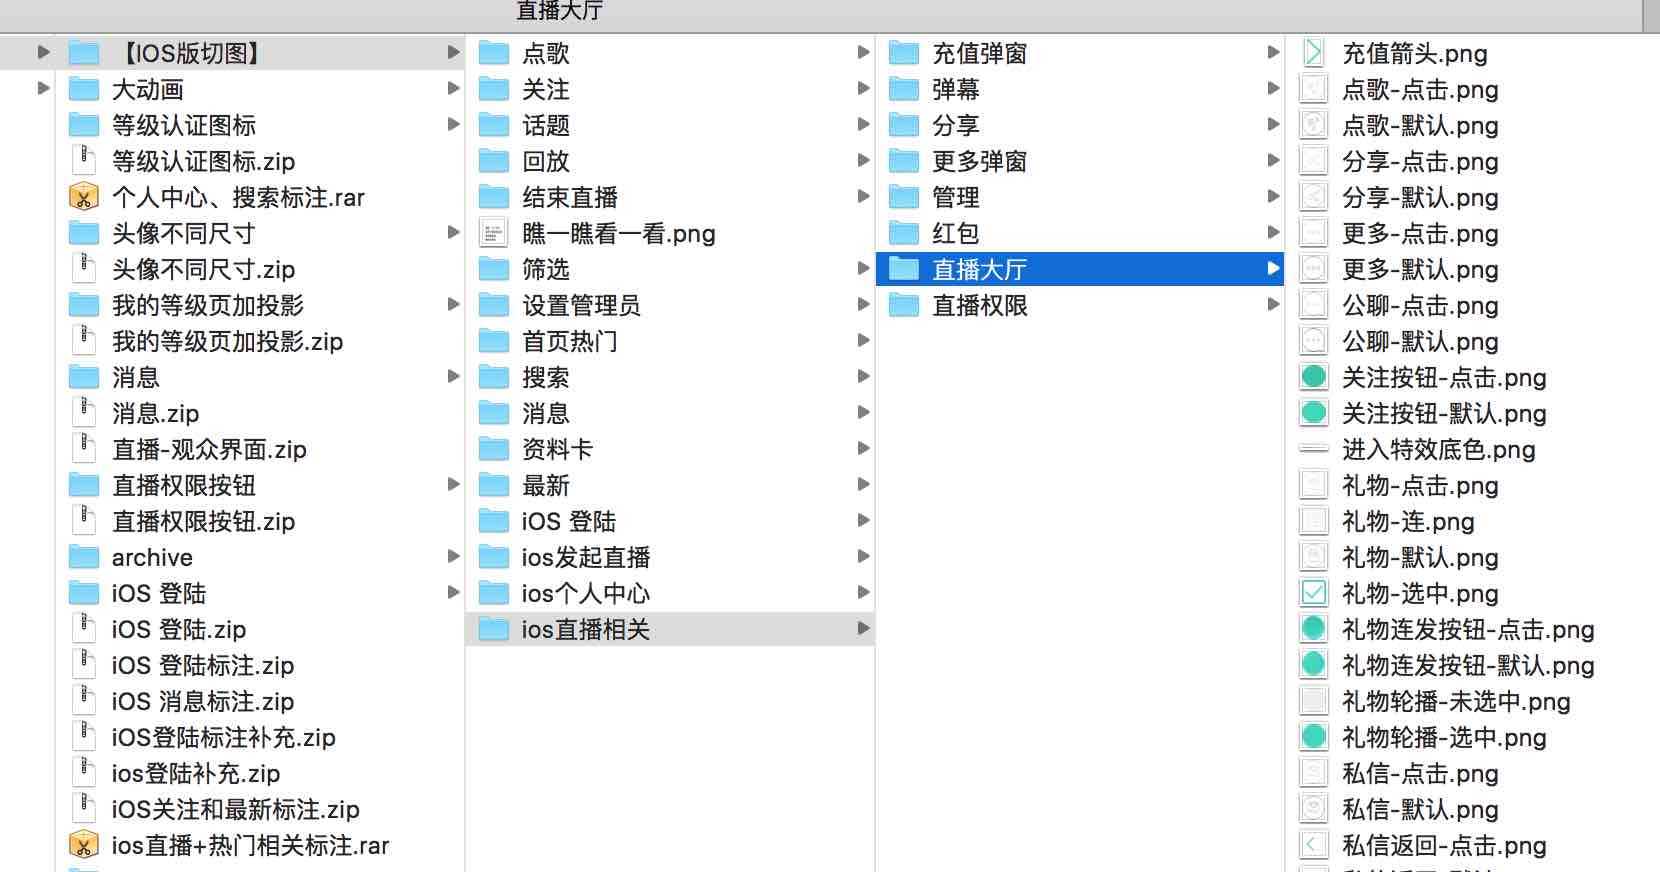 直播大厅
【IOS版切图】
大动画
等级认证图标
等级认证图标.zip
个人中心、搜索标注.rar
头像不同尺寸
头像不同尺寸.zip
我的等级页加投影
我的等级页加投影.zip
消息
消息.zip
直播-观众界面.zip
直播权限按钮
直播权限按钮.zip
archive
iOS 登陆
iOS 登陆.zip
iOS 登陆标注.zip
iOS 消息标注.zip
iOS登陆标注补充.zip
ios登陆补充.zip
iOS关注和最新标注.zip
ios直播+热门相关标注.rar
点歌
关注
话题
回放
结束直播
瞧一瞧看一看.png
筛选
设置管理员
首页热门
搜索
消息
资料卡
最新
iOS 登陆
ios发起直播
ios个人中心
ios直播相关
充值弹窗
弹幕
分享
更多弹窗
管理
红包
直播大厅
直播权限
充值箭头.png
点歌-点击.png
点歌-默认.png
分享-点击.png
分享-默认.png
更多-点击.png
更多-默认.png
公聊-点击.png
公聊-默认.png
关注按钮-点击.png
关注按钮-默认.png
进入特效底色.png
礼物-点击.png
礼物-连.png
礼物-默认.png
礼物-选中.png
礼物连发按钮-点击.png
礼物连发按钮-默认.png
礼物轮播-未选中.png
礼物轮播-选中.png
私信-点击.png
私信-默认.png
私信返回-点击.png